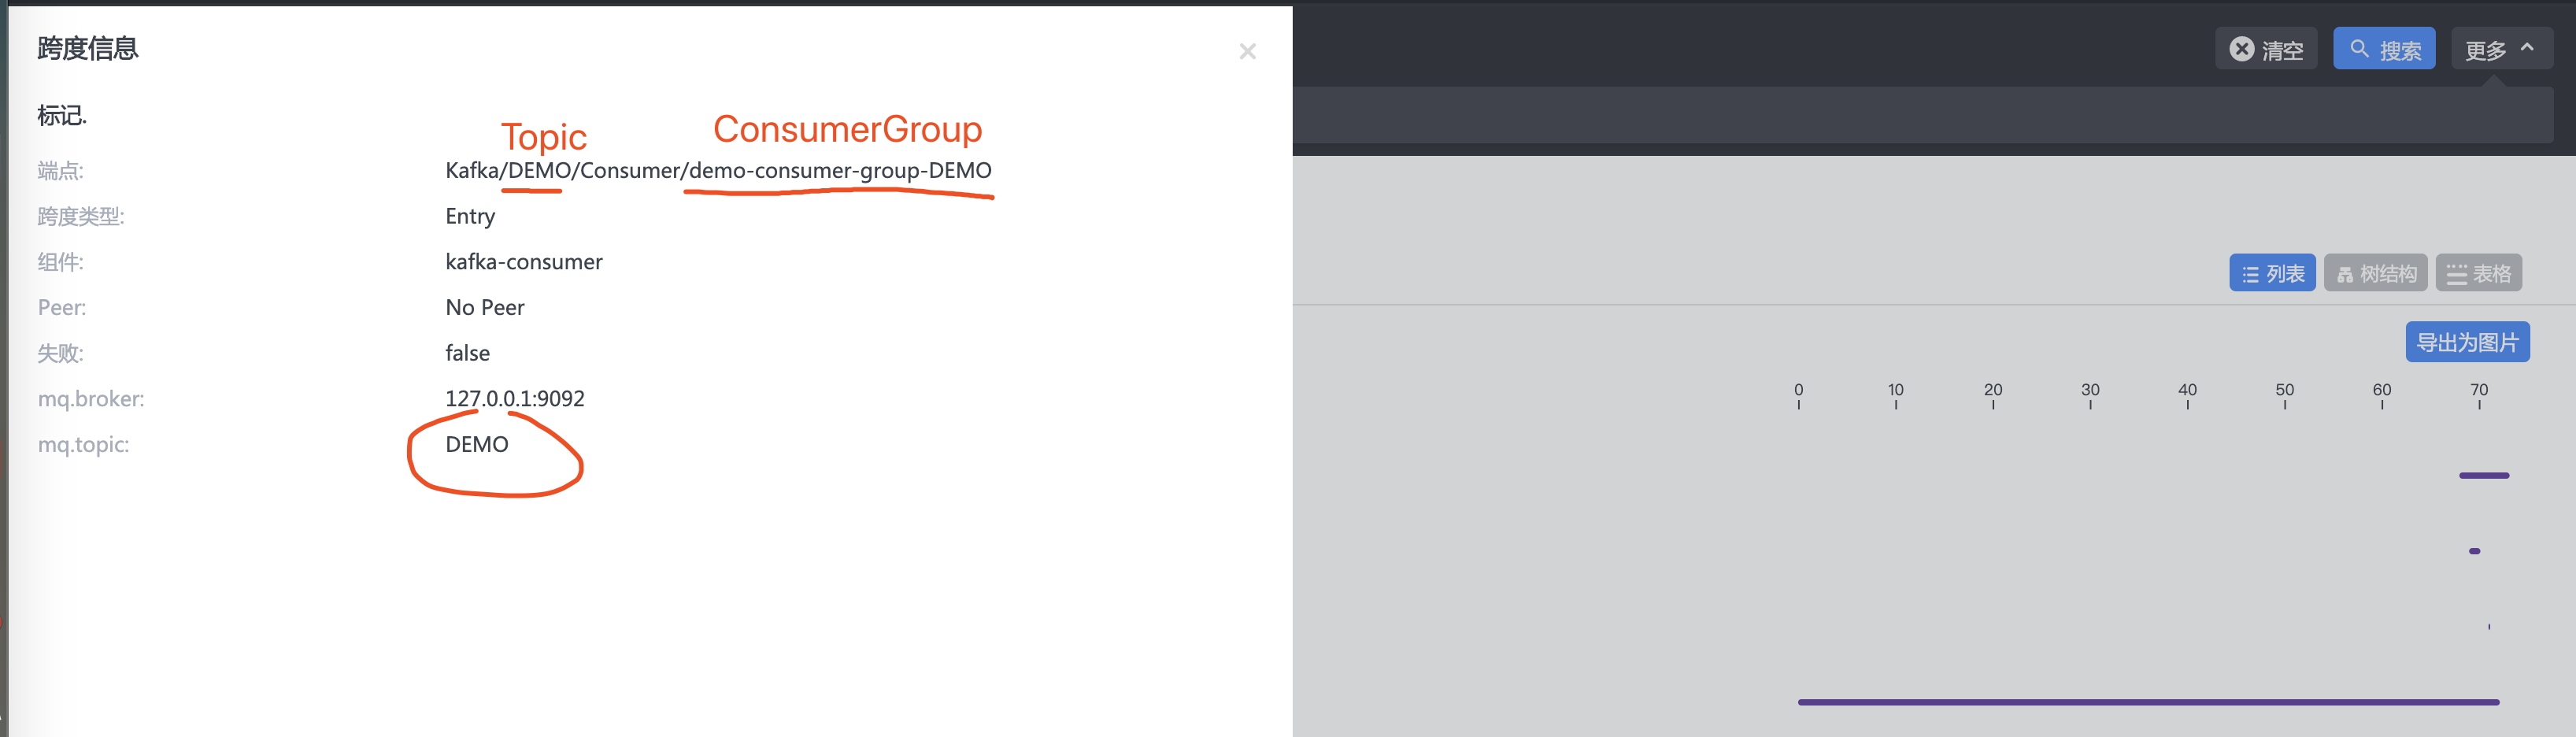 跨度信息
标记.
Topic
ConsumerGroup
端点: Kafka/DEMO/Consumer/demo-consumer-group-DEMO
跨度类型: Entry
组件: kafka-consumer
Peer: No Peer
失败: false
mq.broker: 127.0.0.1:9092
mq.topic: DEMO
清空 搜索 更多
列表 树结构 表格
导出为图片
0 10 20 30 40 50 60 70